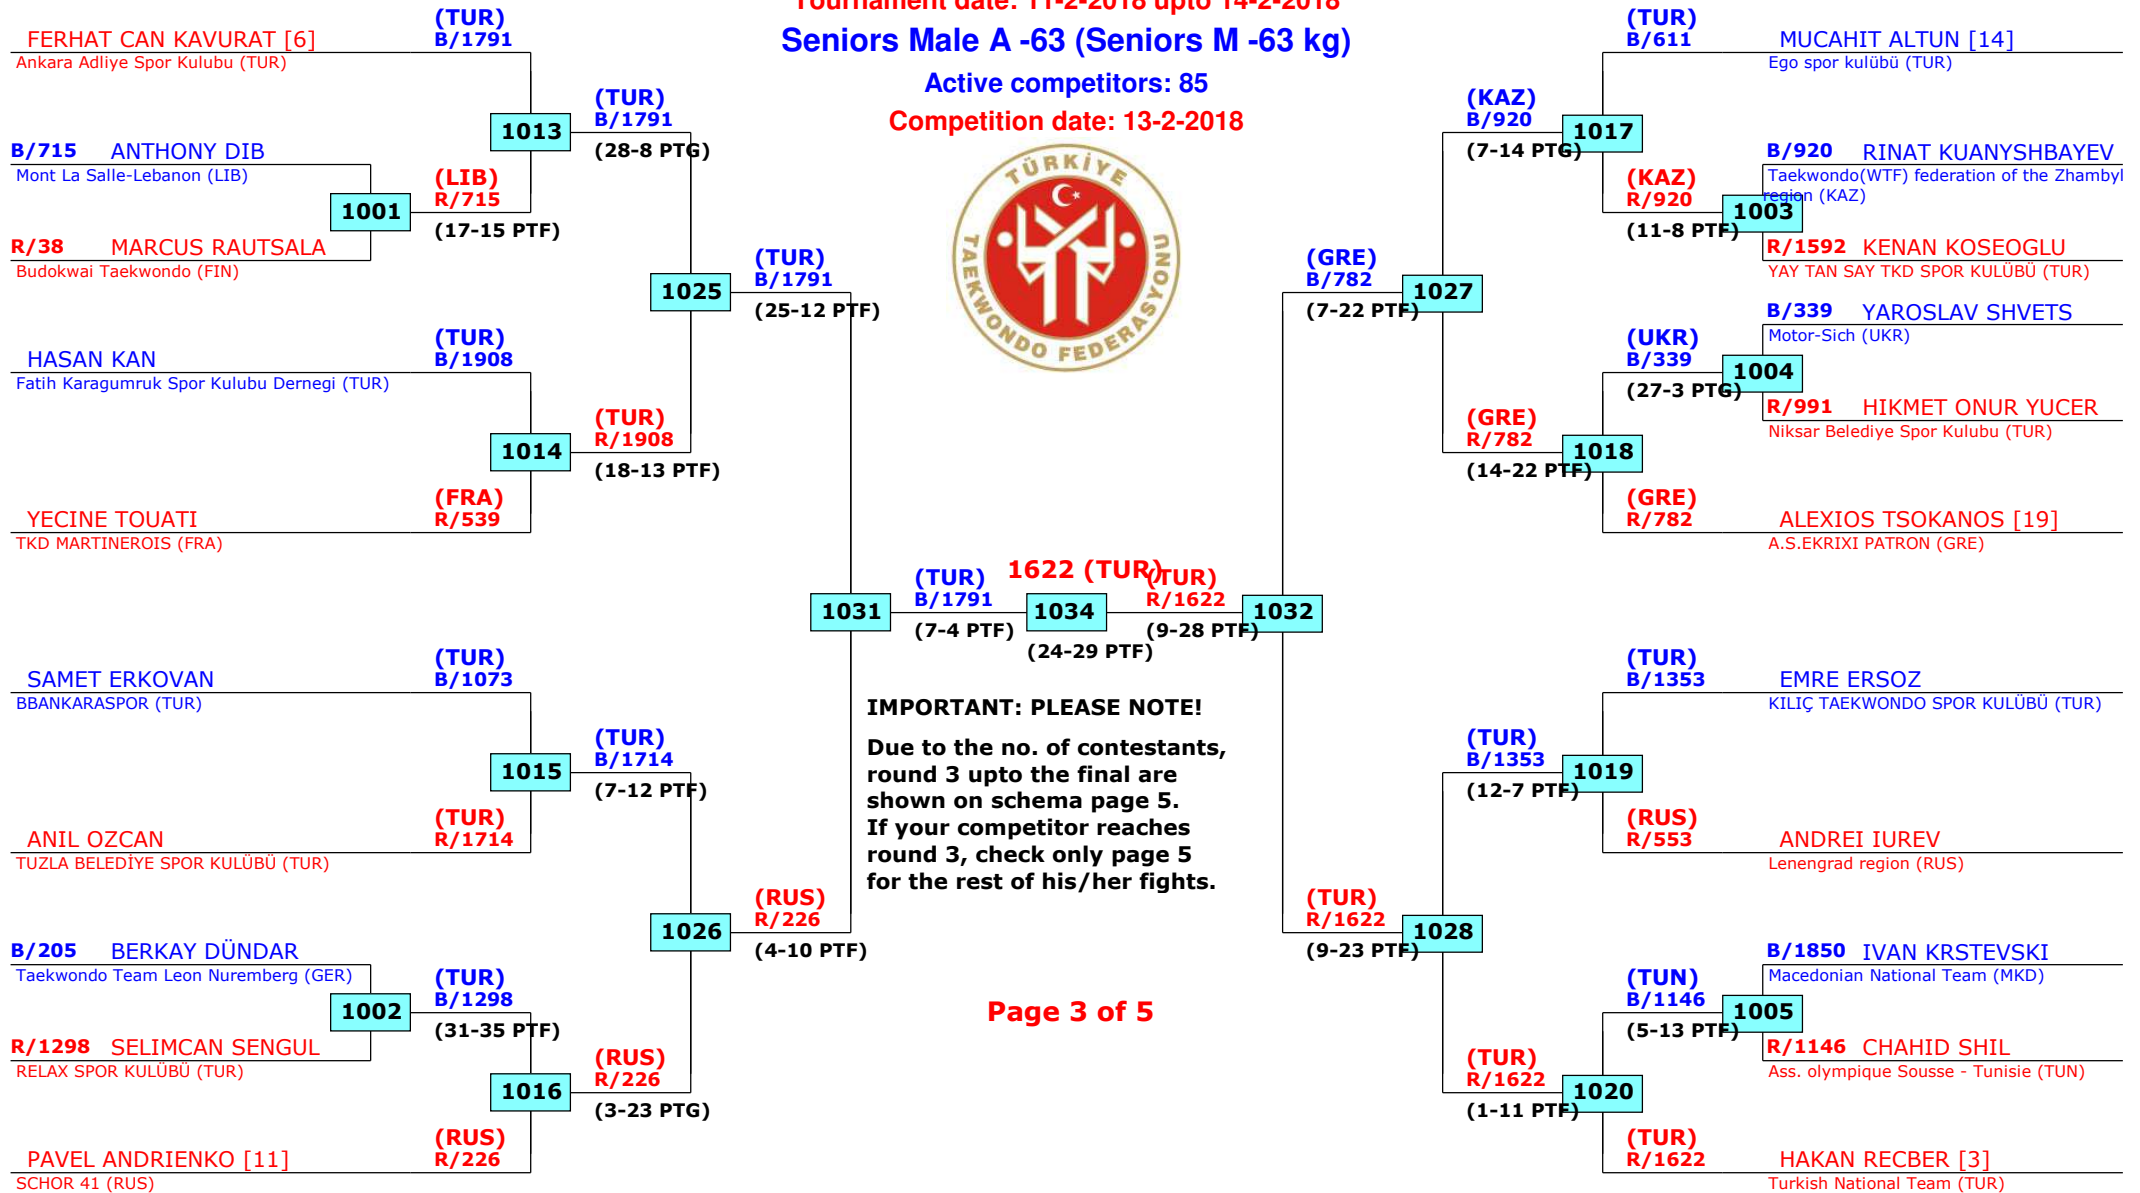 Tournament date: 11-2-2018 upto 14-2-2018
Seniors Male A -63 (Seniors M -63 kg)
Active competitors: 85
Competition date: 13-2-2018
TÜRKİYE
TAEKWONDO FEDERASYONU
FERHAT CAN KAVURAT [6]
Ankara Adliye Spor Kulubu (TUR)
(TUR)
B/1791
B/715 ANTHONY DIB
Mont La Salle-Lebanon (LIB)
1001
R/38 MARCUS RAUTSALA
Budokwai Taekwondo (FIN)
(LIB)
R/715
(17-15 PTF)
1013
(TUR)
B/1791
(28-8 PTG)
HASAN KAN
Fatih Karagumruk Spor Kulubu Dernegi (TUR)
(TUR)
B/1908
1014
YECINE TOUATI
TKD MARTINEROIS (FRA)
(FRA)
R/539
(TUR)
R/1908
(18-13 PTF)
1025
(TUR)
B/1791
(25-12 PTF)
SAMET ERKOVAN
BBANKARASPOR (TUR)
(TUR)
B/1073
1015
ANIL OZCAN
TUZLA BELEDİYE SPOR KULÜBÜ (TUR)
(TUR)
R/1714
(TUR)
B/1714
(7-12 PTF)
B/205 BERKAY DÜNDAR
Taekwondo Team Leon Nuremberg (GER)
1002
R/1298 SELIMCAN SENGUL
RELAX SPOR KULÜBÜ (TUR)
(TUR)
B/1298
(31-35 PTF)
1016
PAVEL ANDRIENKO [11]
SCHOR 41 (RUS)
(RUS)
R/226
(RUS)
R/226
(3-23 PTG)
1026
(RUS)
R/226
(4-10 PTF)
1031
(TUR)
B/1791
(7-4 PTF)
1622 (TUR)
1034
(24-29 PTF)
(TUR)
R/1622
(9-28 PTF)
1032
IMPORTANT: PLEASE NOTE!
Due to the no. of contestants,
round 3 upto the final are
shown on schema page 5.
If your competitor reaches
round 3, check only page 5
for the rest of his/her fights.
Page 3 of 5
(TUR)
B/611
MUCAHIT ALTUN [14]
Ego spor kulübü (TUR)
(KAZ)
B/920
(7-14 PTG)
1017
B/920 RINAT KUANYSHBAYEV
Taekwondo(WTF) federation of the Zhambyl
region (KAZ)
(KAZ)
R/920
(11-8 PTF)
1003
R/1592 KENAN KOSEOGLU
YAY TAN SAY TKD SPOR KULÜBÜ (TUR)
(GRE)
B/782
(7-22 PTF)
1027
B/339 YAROSLAV SHVETS
Motor-Sich (UKR)
(UKR)
B/339
(27-3 PTG)
1004
R/991 HIKMET ONUR YUCER
Niksar Belediye Spor Kulubu (TUR)
(GRE)
R/782
(14-22 PTF)
1018
(GRE)
R/782
ALEXIOS TSOKANOS [19]
A.S.EKRIXI PATRON (GRE)
(TUR)
B/1353
EMRE ERSOZ
KILIÇ TAEKWONDO SPOR KULÜBÜ (TUR)
(TUR)
B/1353
(12-7 PTF)
1019
(RUS)
R/553
ANDREI IUREV
Lenengrad region (RUS)
(TUR)
R/1622
(9-23 PTF)
1028
B/1850 IVAN KRSTEVSKI
Macedonian National Team (MKD)
(TUN)
B/1146
(5-13 PTF)
1005
R/1146 CHAHID SHIL
Ass. olympique Sousse - Tunisie (TUN)
(TUR)
R/1622
(1-11 PTF)
1020
(TUR)
R/1622
HAKAN RECBER [3]
Turkish National Team (TUR)